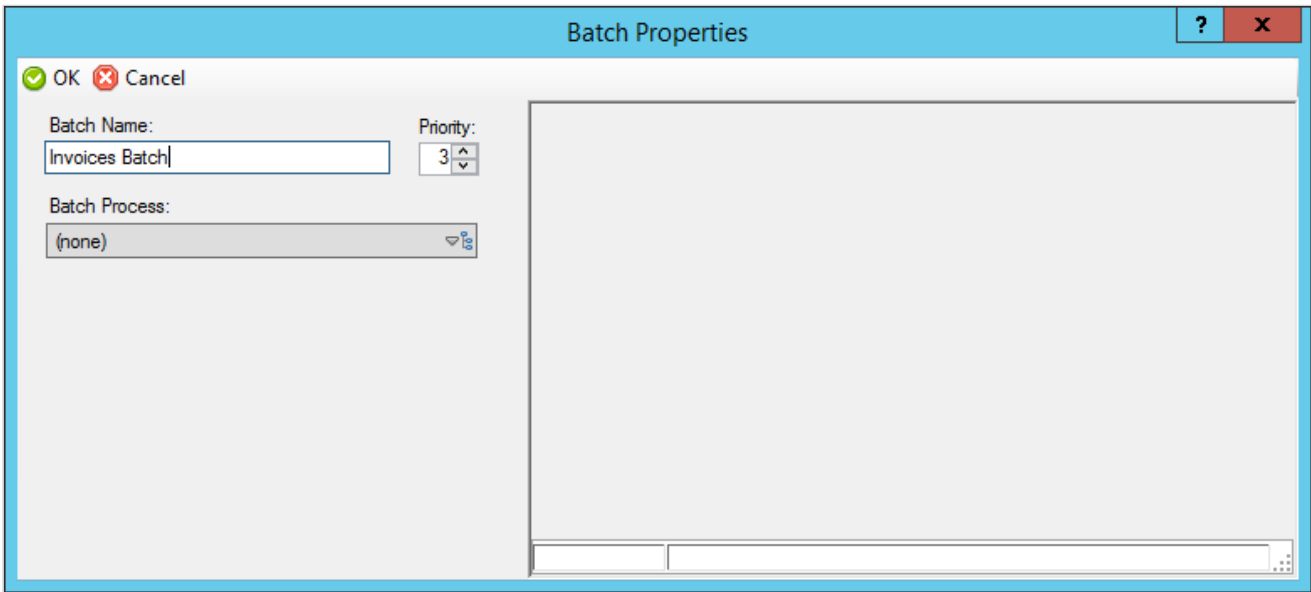 Batch Properties
? x
OK Cancel
Batch Name:
Priority:
Invoices Batch
3
Batch Process:
(none)